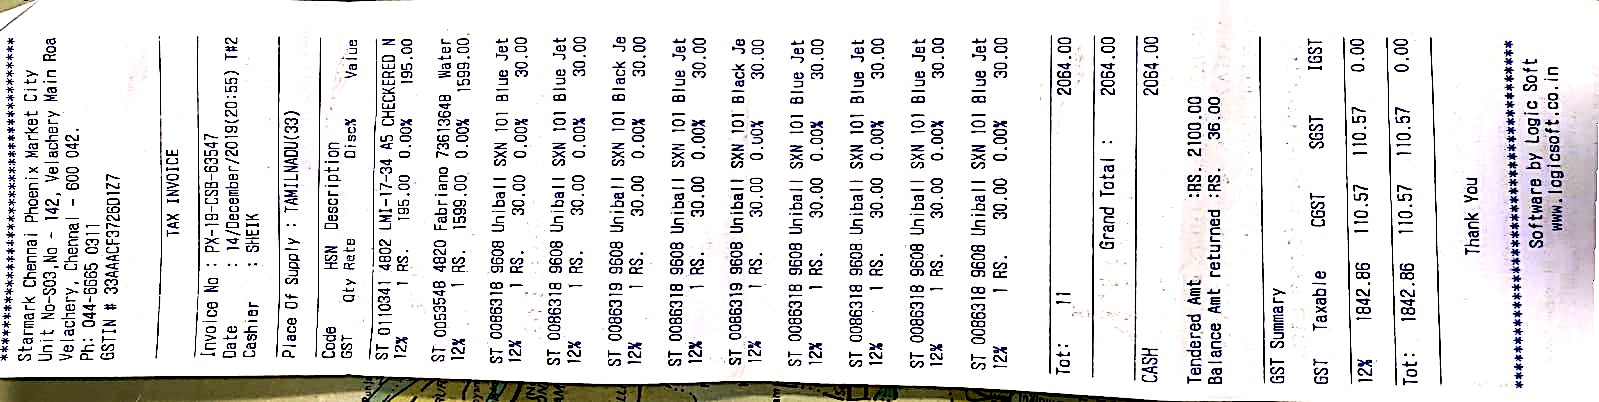 ****************************************
Starmark Chennai Phoenix Market City
Unit No-S03,No - 142, Velachery Main Roa
Velachery, Chennai - 600 042.
Ph: 044-6665 0311
GSTIN # 33AAACF3726D1Z7
TAX INVOICE
Invoice No : PX-19-CSB-63547
Date : 14/December/2019(20:55) T#2
Cashier : SHEIK
Place Of Supply : TAMILNADU(33)
Code HSN Description
GST Qty Rate Disc% Value
ST 0110341 4802 LMI-17-34 A5 CHECKERED N
12% 1 RS. 195.00 0.00% 195.00
ST 0053548 4820 Fabriano 73613648 Water
12% 1 RS. 1599.00 0.00% 1599.00
ST 0086318 9608 Uniball SXN 101 Blue Jet
12% 1 RS. 30.00 0.00% 30.00
ST 0086318 9608 Uniball SXN 101 Blue Jet
12% 1 RS. 30.00 0.00% 30.00
ST 0086319 9608 Uniball SXN 101 Black Je
12% 1 RS. 30.00 0.00% 30.00
ST 0086318 9608 Uniball SXN 101 Blue Jet
12% 1 RS. 30.00 0.00% 30.00
ST 0086319 9608 Uniball SXN 101 Black Je
12% 1 RS. 30.00 0.00% 30.00
ST 0086318 9608 Uniball SXN 101 Blue Jet
12% 1 RS. 30.00 0.00% 30.00
ST 0086318 9608 Uniball SXN 101 Blue Jet
12% 1 RS. 30.00 0.00% 30.00
ST 0086318 9608 Uniball SXN 101 Blue Jet
12% 1 RS. 30.00 0.00% 30.00
ST 0086318 9608 Uniball SXN 101 Blue Jet
12% 1 RS. 30.00 0.00% 30.00
Tot: 11 2064.00
Grand Total : 2064.00
CASH 2064.00
Tendered Amt :RS. 2100.00
Balance Amt returned :RS. 36.00
GST Summary
GST Taxable CGST SGST IGST
12% 1842.86 110.57 110.57 0.00
Tot: 1842.86 110.57 110.57 0.00
Thank You
****************************************
Software by Logic Soft
www.logicsoft.co.in